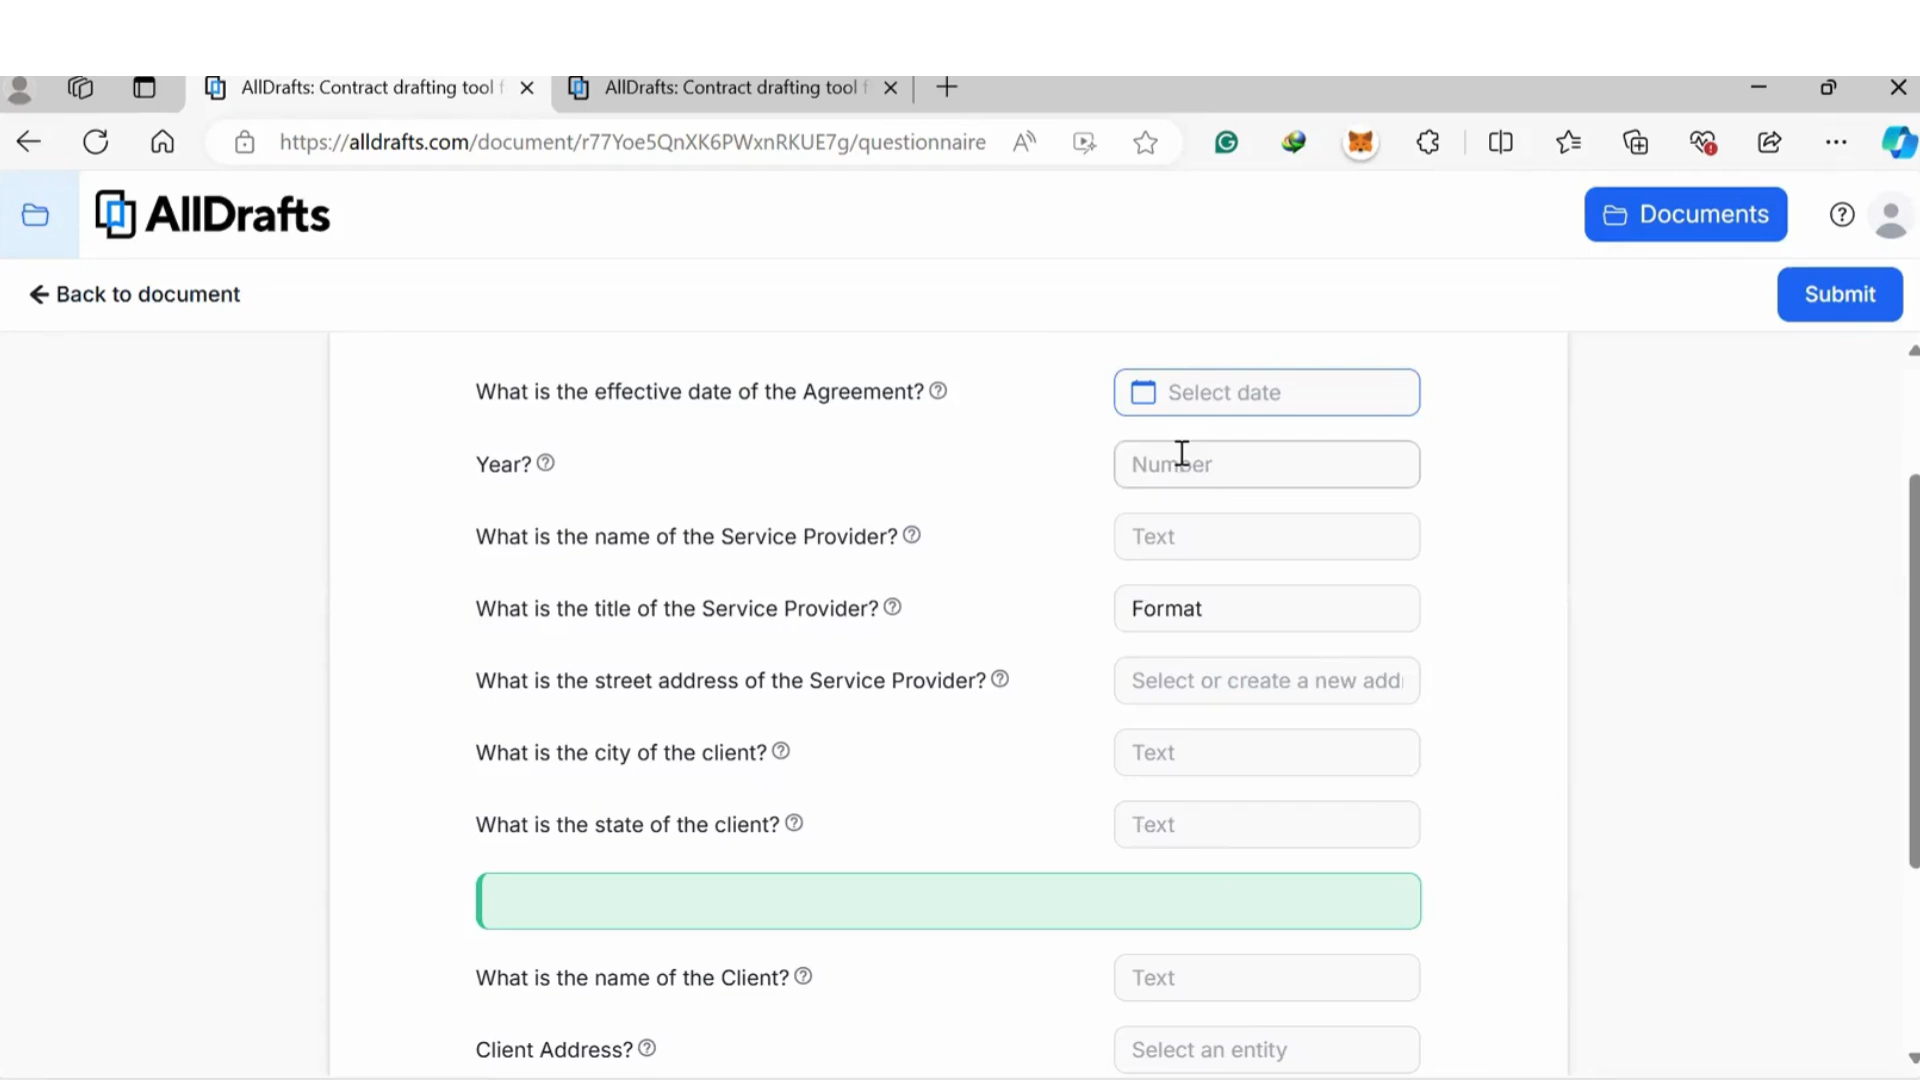 AllDrafts: Contract drafting tool f
AllDrafts: Contract drafting tool f
https://alldrafts.com/document/r77Yoe5QnXK6PWxnRKUE7g/questionnaire
AllDrafts
Documents
Back to document
Submit
What is the effective date of the Agreement?
Select date
Year?
Number
What is the name of the Service Provider?
Text
What is the title of the Service Provider?
Format
What is the street address of the Service Provider?
Select or create a new add
What is the city of the client?
Text
What is the state of the client?
Text
What is the name of the Client?
Text
Client Address?
Select an entity